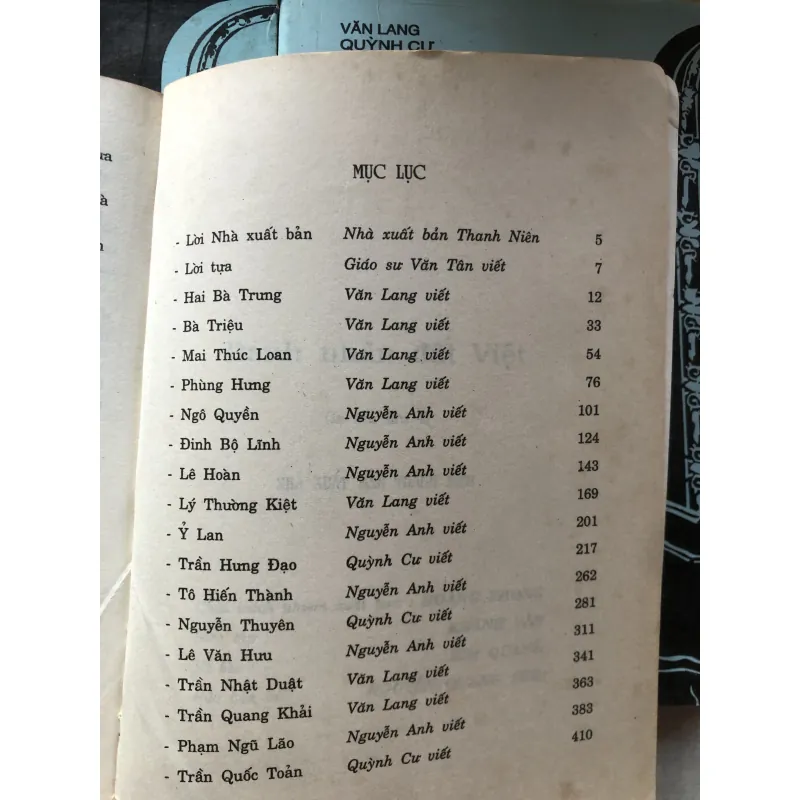 VĂN LANG
QUỲNH CƯ
MỤC LỤC
- Lời Nhà xuất bản Nhà xuất bản Thanh Niên 5
- Lời tựa Giáo sư Văn Tân viết 7
- Hai Bà Trưng Văn Lang viết 12
- Bà Triệu Văn Lang viết 33
- Mai Thúc Loan Văn Lang viết 54
- Phùng Hưng Văn Lang viết 76
- Ngô Quyền Nguyễn Anh viết 101
- Đinh Bộ Lĩnh Nguyễn Anh viết 124
- Lê Hoàn Nguyễn Anh viết 143
- Lý Thường Kiệt Văn Lang viết 169
- Ỷ Lan Nguyễn Anh viết 201
- Trần Hưng Đạo Quỳnh Cư viết 217
- Tô Hiến Thành Nguyễn Anh viết 262
- Nguyễn Thuyên Quỳnh Cư viết 281
- Lê Văn Hưu Nguyễn Anh viết 311
- Trần Nhật Duật Văn Lang viết 341
- Trần Quang Khải Văn Lang viết 363
- Phạm Ngũ Lão Nguyễn Anh viết 383
- Trần Quốc Toản Quỳnh Cư viết 410